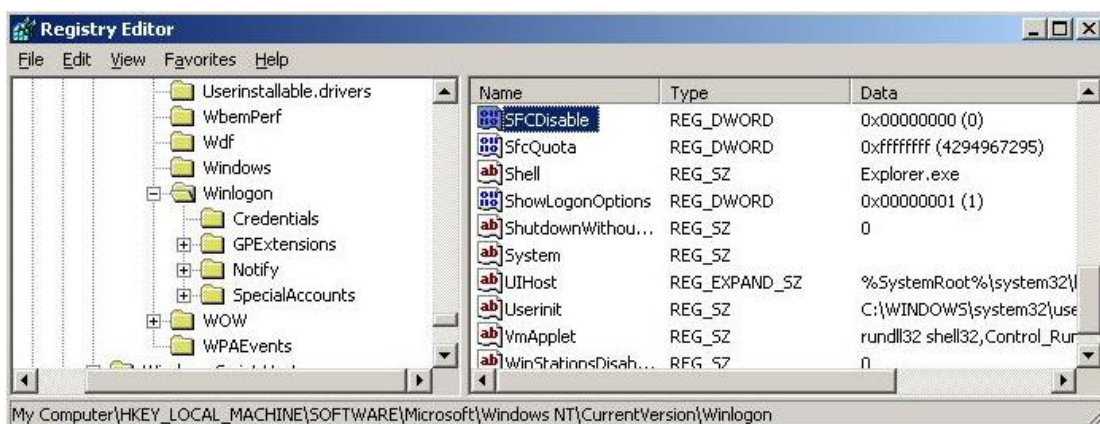 Registry Editor
File Edit View Favorites Help
Userinstallable.drivers
WbemPerf
Wdf
Windows
Winlogon
Credentials
GPExtensions
Notify
SpecialAccounts
WOW
WPAEvents
Name Type Data
SFCDisable REG_DWORD 0x00000000 (0)
SfcQuota REG_DWORD 0xffffffff (4294967295)
Shell REG_SZ Explorer.exe
ShowLogonOptions REG_DWORD 0x00000001 (1)
ShutdownWithou... REG_SZ 0
System REG_SZ
UIHost REG_EXPAND_SZ %SystemRoot%\system32\l
Userinit REG_SZ C:\WINDOWS\system32\use
VmApplet REG_SZ rundll32 shell32,Control_Run
WinStationsDisab... REG_SZ 0
My Computer\HKEY_LOCAL_MACHINE\SOFTWARE\Microsoft\Windows NT\CurrentVersion\Winlogon